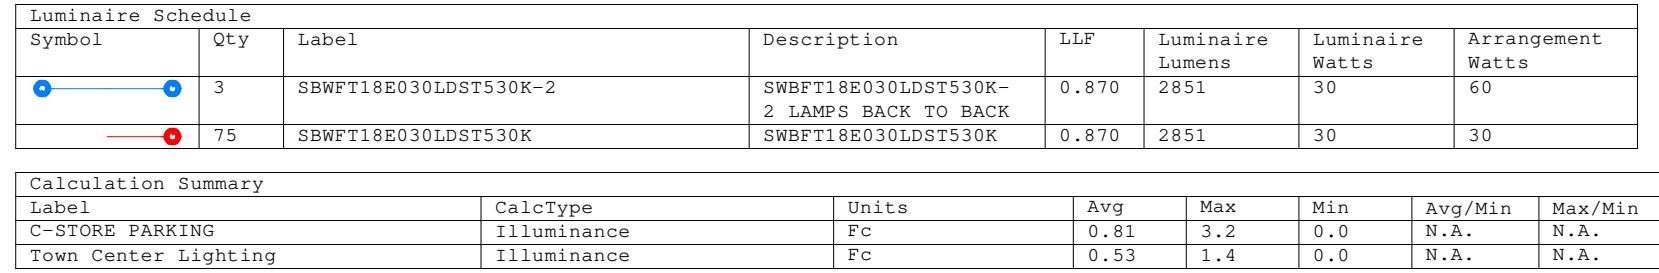 Luminaire Schedule
Symbol Qty Label Description LLF Luminaire Lumens Luminaire Watts Arrangement Watts
3 SBWFT18E030LDST530K-2 SWBFT18E030LDST530K-2 LAMPS BACK TO BACK 0.870 2851 30 60
75 SBWFT18E030LDST530K SWBFT18E030LDST530K 0.870 2851 30 30
Calculation Summary
Label CalcType Units Avg Max Min Avg/Min Max/Min
C-STORE PARKING Illuminance Fc 0.81 3.2 0.0 N.A. N.A.
Town Center Lighting Illuminance Fc 0.53 1.4 0.0 N.A. N.A.